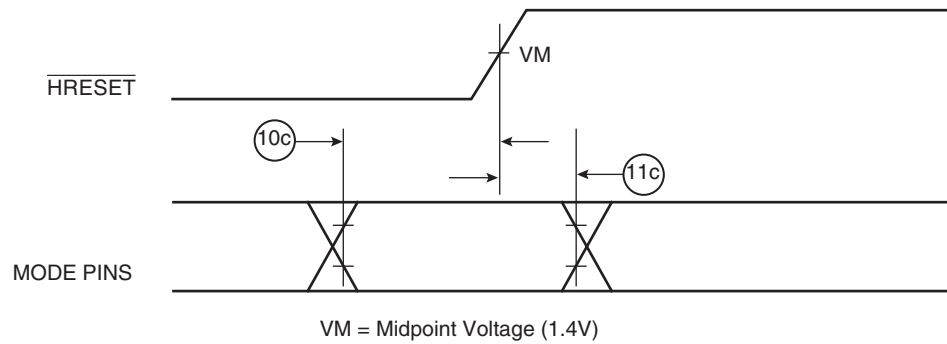 VM
HRESET
10c
11c
MODE PINS
VM = Midpoint Voltage (1.4V)